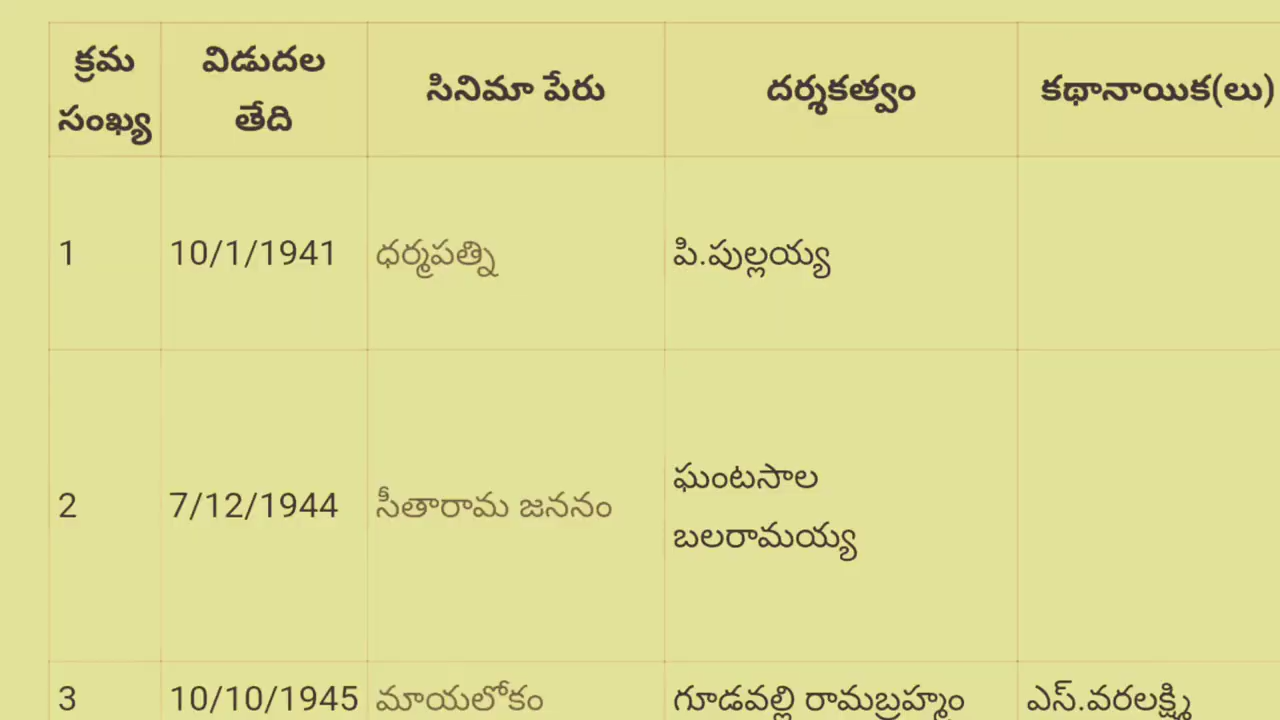 క్రమ సంఖ్య విడుదల తేది సినిమా పేరు దర్శకత్వం కథానాయిక(లు)
1 10/1/1941 ధర్మపత్ని పి.పుల్లయ్య
2 7/12/1944 సీతారామ జననం ఘంటసాల బలరామయ్య
3 10/10/1945 మాయలోకం గూడవల్లి రామబ్రహ్మం ఎస్.వరలక్ష్మి